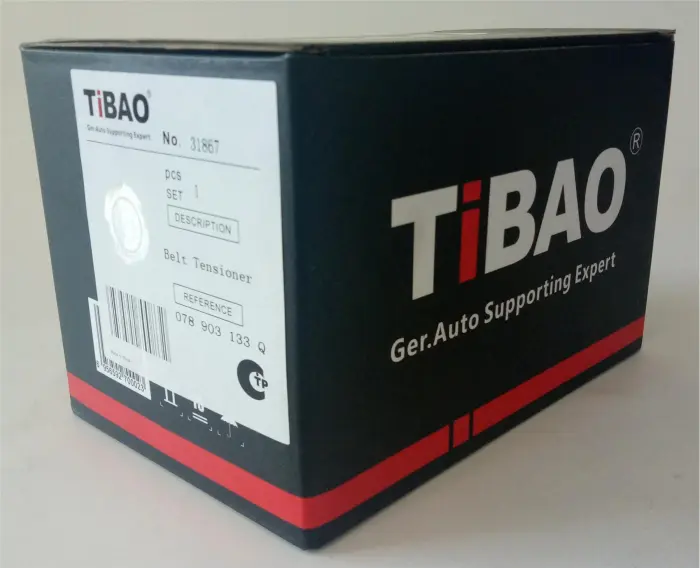 TiBAO®
Ger.Auto Supporting Expert
No. 31867
pcs
SET 1
DESCRIPTION
Belt Tensioner
REFERENCE
078 903 133 Q
CTP
TiBAO®
Ger.Auto Supporting Expert